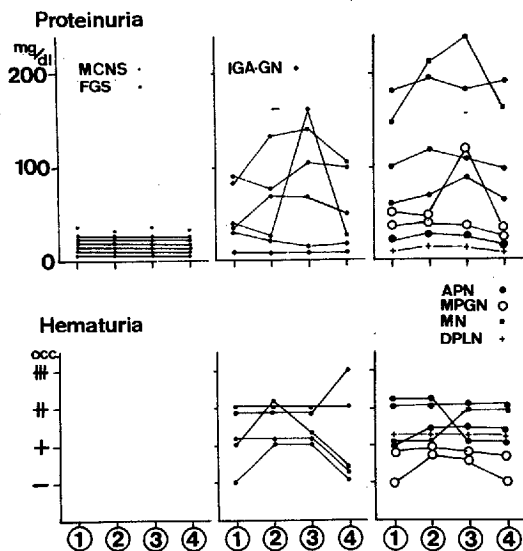 Proteinuria
mg/dl
200
100
0
MCNS
FGS
IGA·GN
APN
MPGN
MN
DPLN
Hematuria
occ.
卌
++
+
−
① ② ③ ④
① ② ③ ④
① ② ③ ④